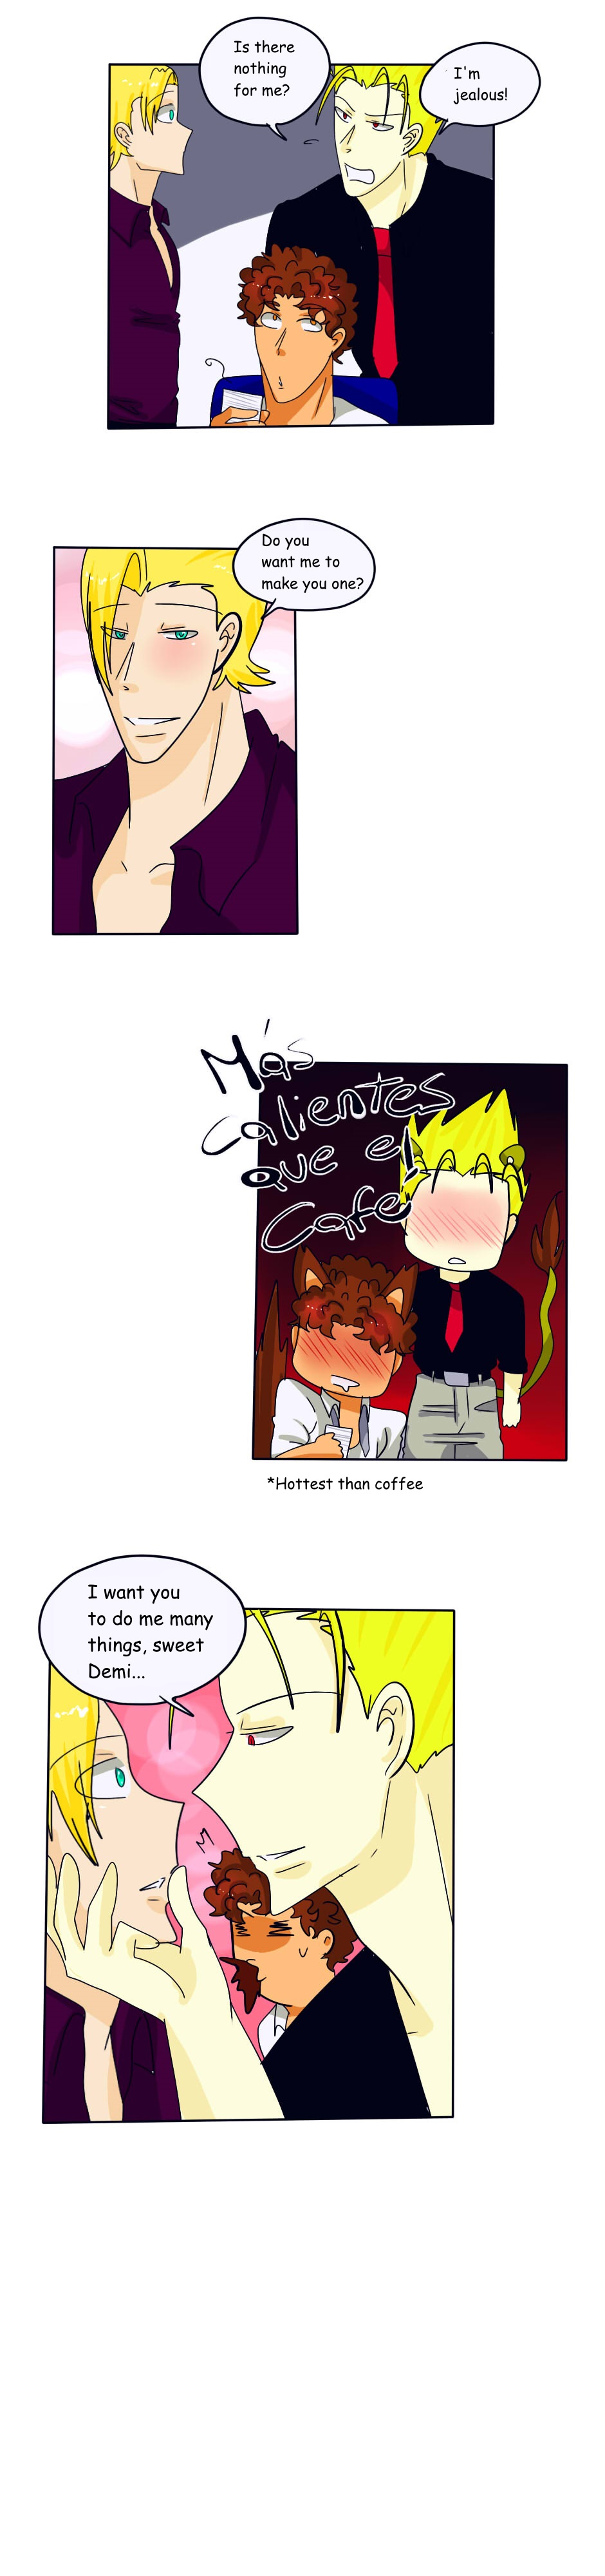 Is there
nothing
for me?
I'm
jealous!
Do you
want me to
make you one?
Más
calientes
que el
Café
*Hottest than coffee
I want you
to do me many
things, sweet
Demi...